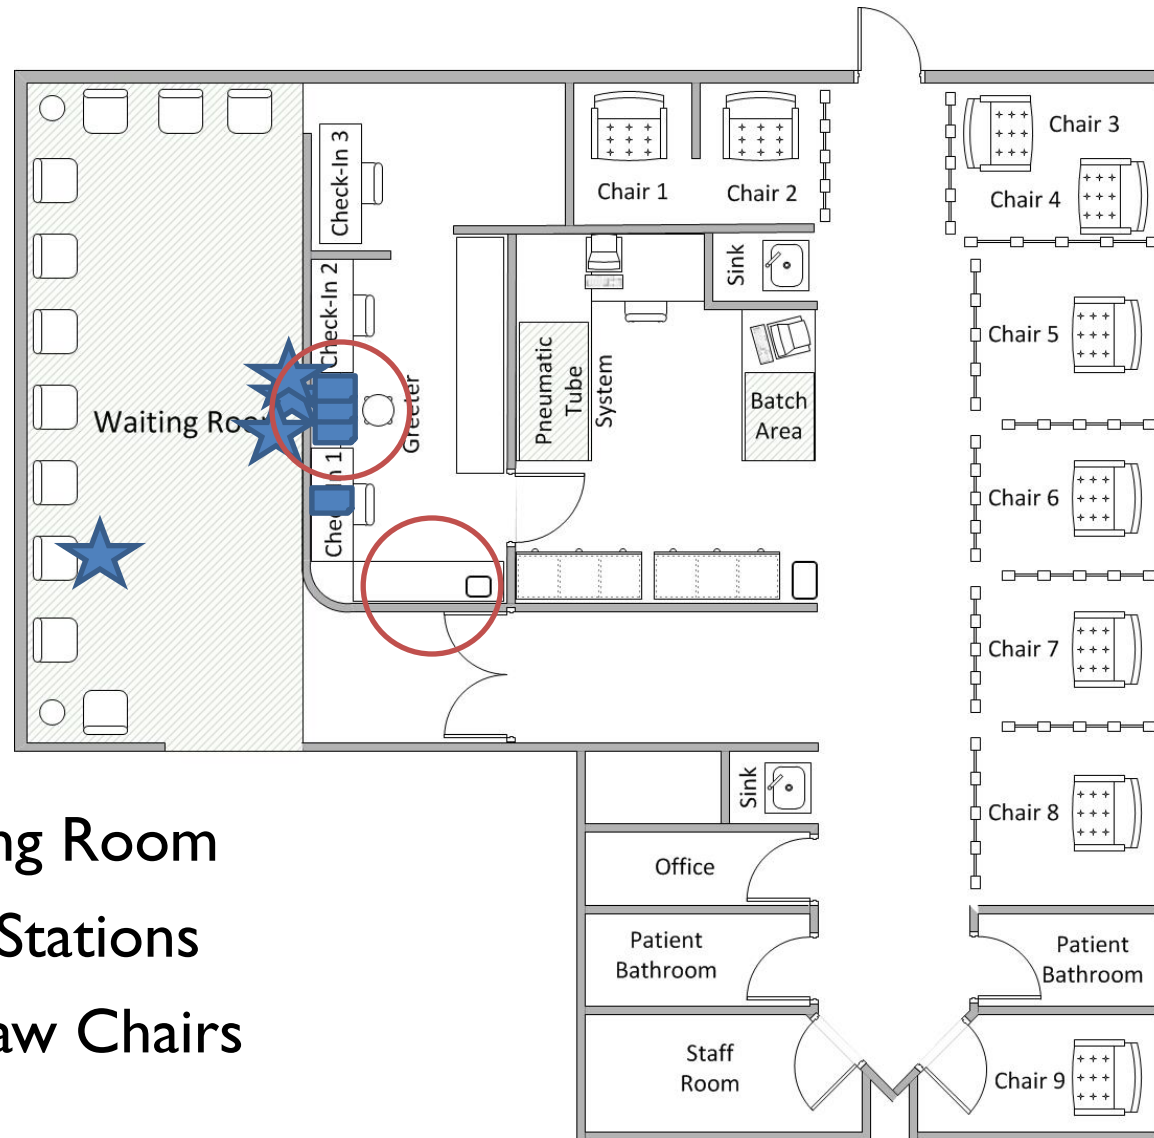 Chair 1
Chair 2
Chair 3
Chair 4
Check-In 3
Check-In 2
Sink
Chair 5
Pneumatic
Tube
System
Batch
Area
Greeter
Waiting
Chair 6
Chair 7
Sink
Chair 8
ng Room
Office
Stations
Patient
Bathroom
Patient
Bathroom
aw Chairs
Staff
Room
Chair 9